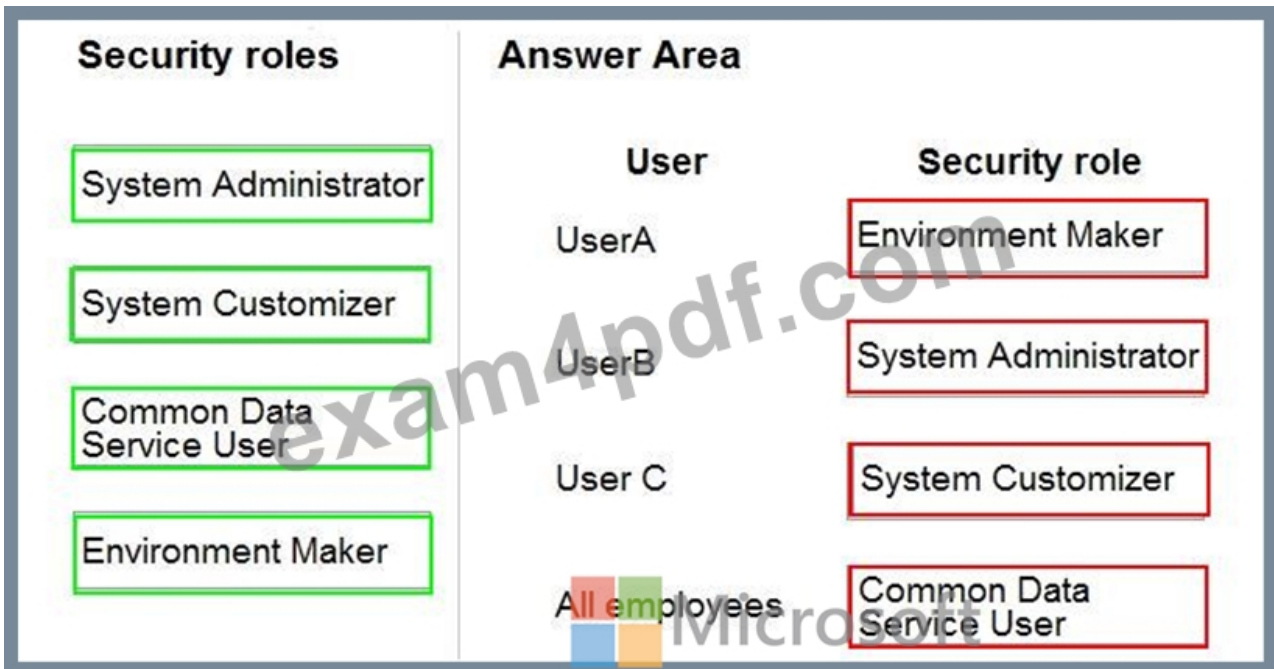 Security roles
System Administrator
System Customizer
Common Data
Service User
Environment Maker
Answer Area
User
Security role
UserA
Environment Maker
UserB
System Administrator
User C
System Customizer
All employees
Common Data
Service User
exam4pdf.com
Microsoft